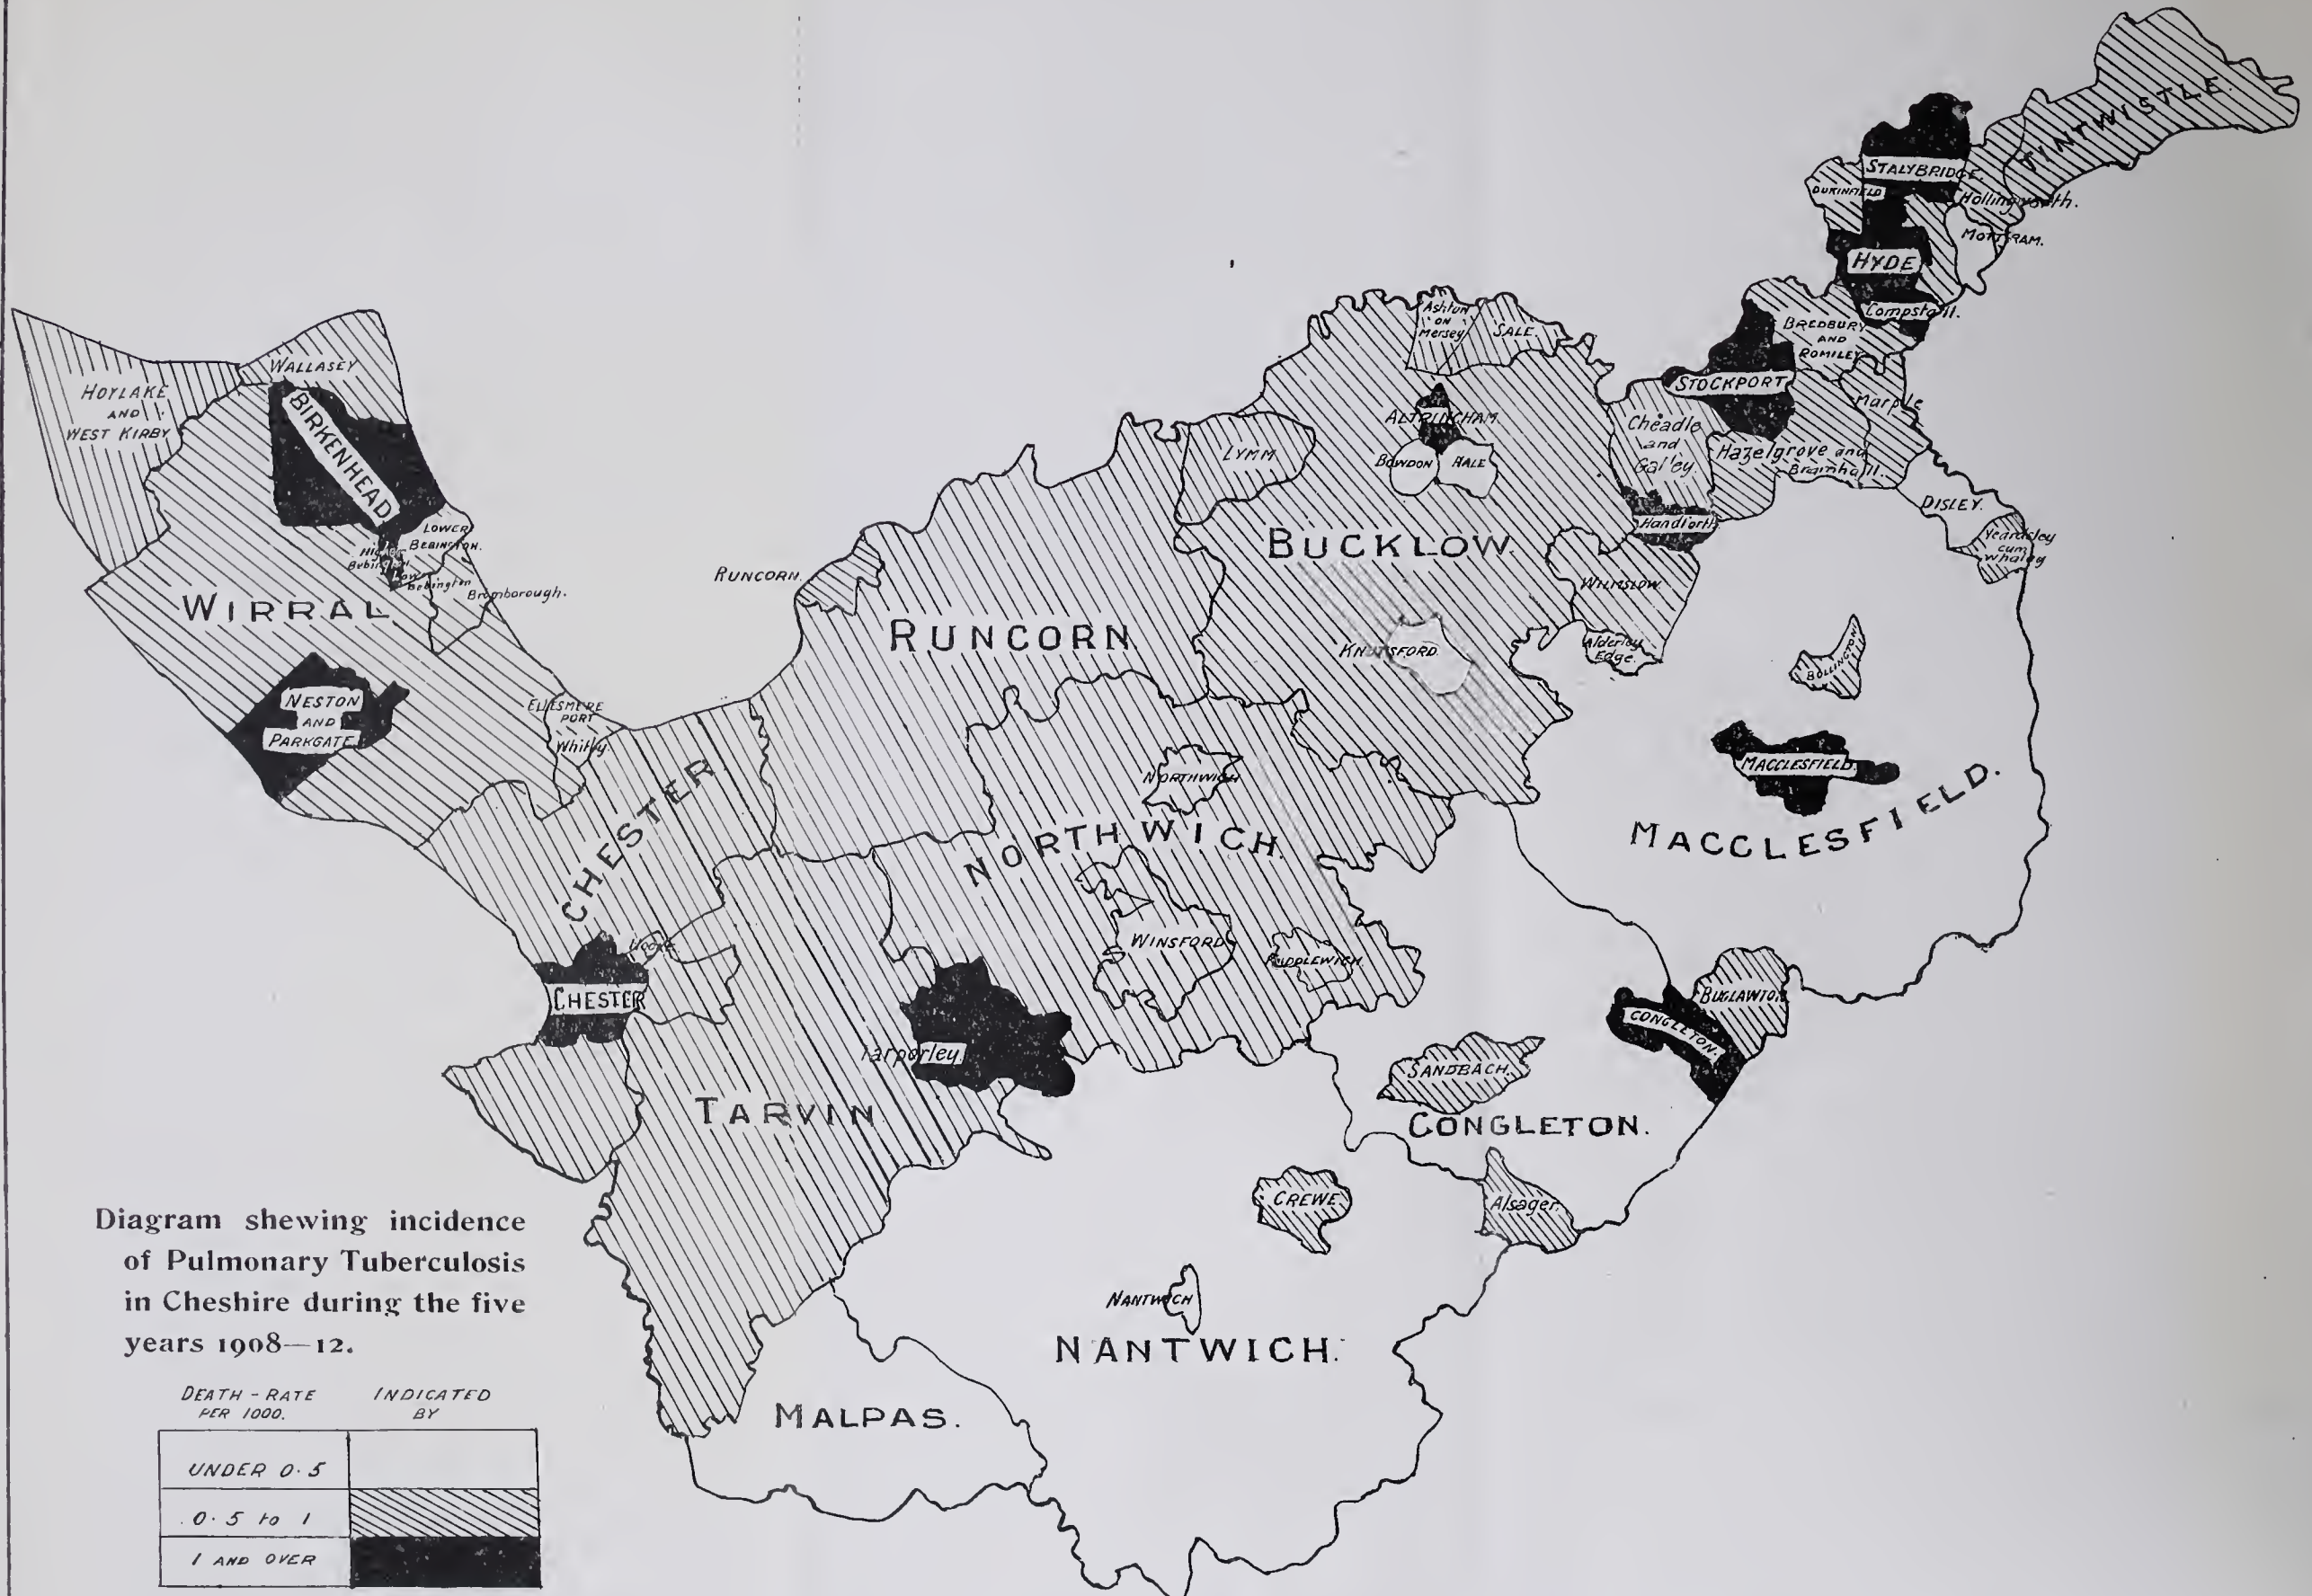 TINTWISTLE.
STALYBRIDGE.
DUKINFIELD
Hollingworth.
MOTTRAM.
HYDE
Compstall.
BREDBURY
AND
ROMILEY
STOCKPORT
Marple
Ashton
on
Mersey
SALE.
ALTRINCHAM.
BOWDON
HALE
Cheadle
and
Hazelgrove and
Bramhall.
Handforth
DISLEY.
Yeardsley
cum
Whaley
WALLASEY
HOYLAKE
AND
WEST KIRBY
BIRKENHEAD
LOWER
BEBINGTON.
Higher
Bebington
Low
Bebington
Bromborough.
WIRRAL
NESTON
AND
PARKGATE
ELLESMERE
PORT
Whitby.
LYMM
BUCKLOW.
WILMSLOW.
Alderley
Edge.
KNUTSFORD.
RUNCORN.
RUNCORN.
BOLLINGTON
MACCLESFIELD.
MACCLESFIELD.
NORTHWICH
NORTHWICH.
CHESTER
HOOLE
CHESTER
WINSFORD
MIDDLEWICH.
Tarporley.
TARVIN.
BUGLAWTON
CONGLETON.
SANDBACH.
CONGLETON.
CREWE
Alsager.
NANTWICH
NANTWICH.
MALPAS.
Diagram shewing incidence
of Pulmonary Tuberculosis
in Cheshire during the five
years 1908—12.
DEATH-RATE
PER 1000.
INDICATED
BY
UNDER 0.5
0.5 to 1
1 AND OVER